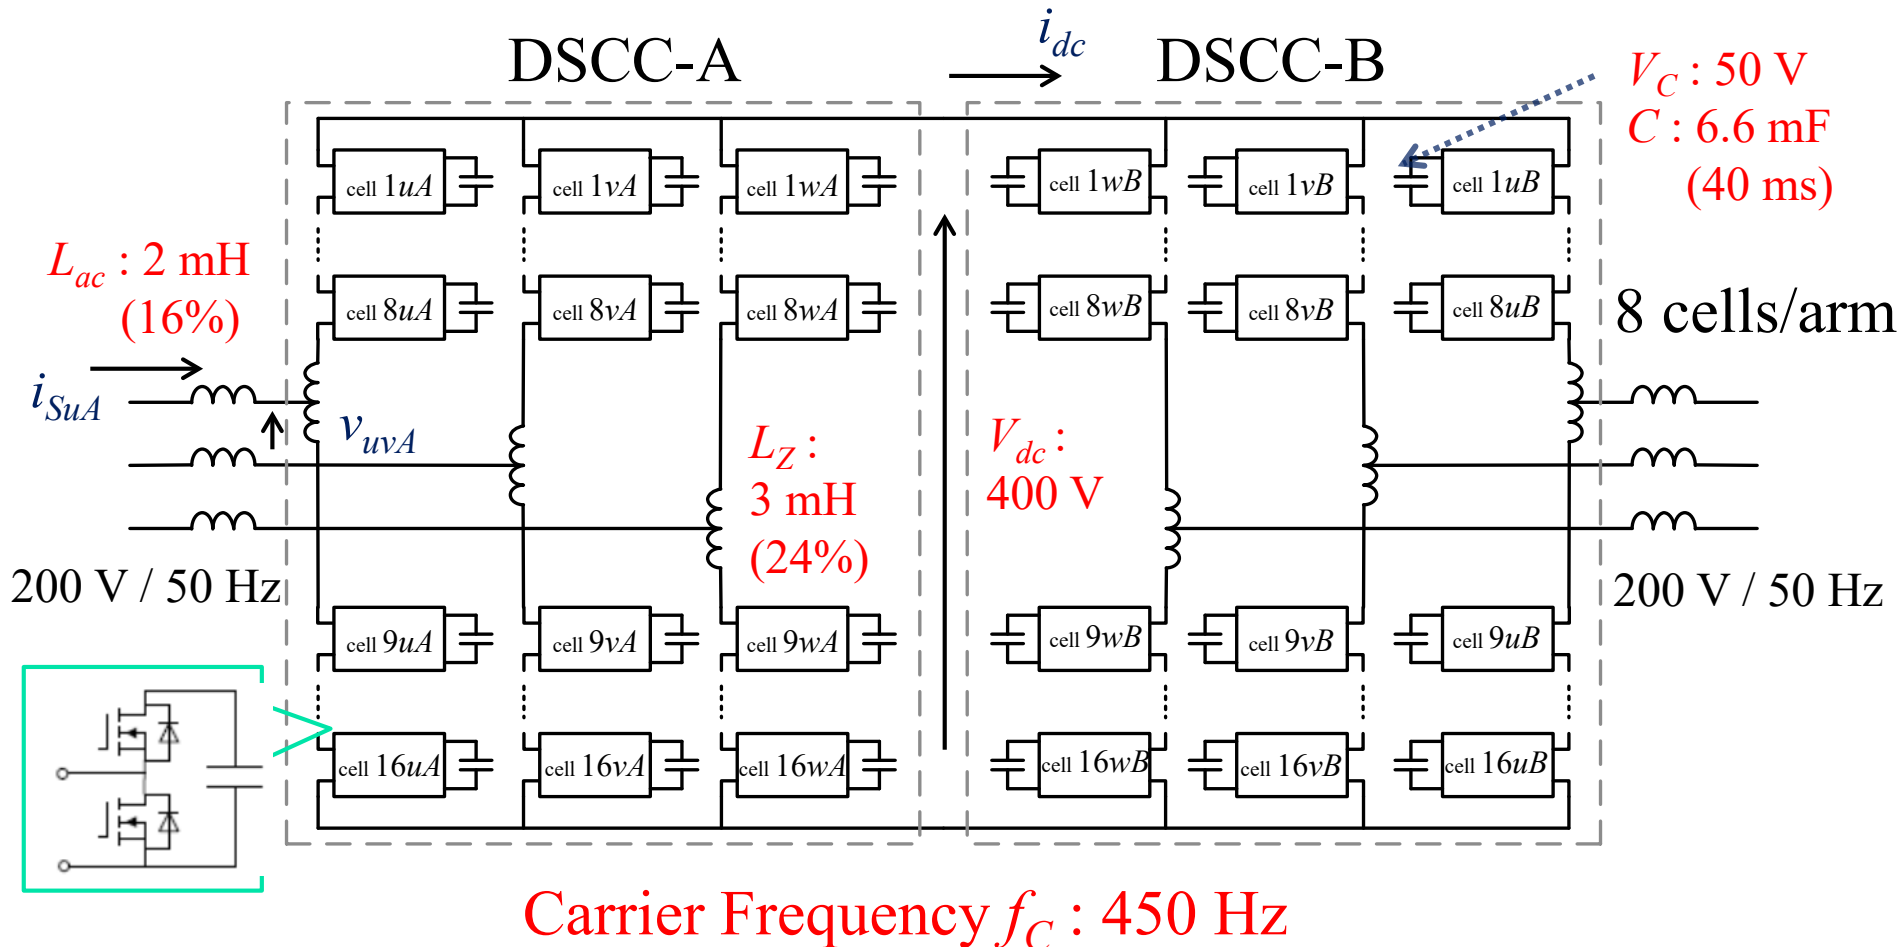 i_dc
DSCC-A
DSCC-B
V_C : 50 V
C : 6.6 mF
(40 ms)
cell 1uA
cell 1vA
cell 1wA
cell 1wB
cell 1vB
cell 1uB
L_ac : 2 mH
(16%)
cell 8uA
cell 8vA
cell 8wA
cell 8wB
cell 8vB
cell 8uB
8 cells/arm
i_SuA
v_uvA
L_Z :
3 mH
(24%)
V_dc :
400 V
200 V / 50 Hz
200 V / 50 Hz
cell 9uA
cell 9vA
cell 9wA
cell 9wB
cell 9vB
cell 9uB
cell 16uA
cell 16vA
cell 16wA
cell 16wB
cell 16vB
cell 16uB
Carrier Frequency f_C : 450 Hz